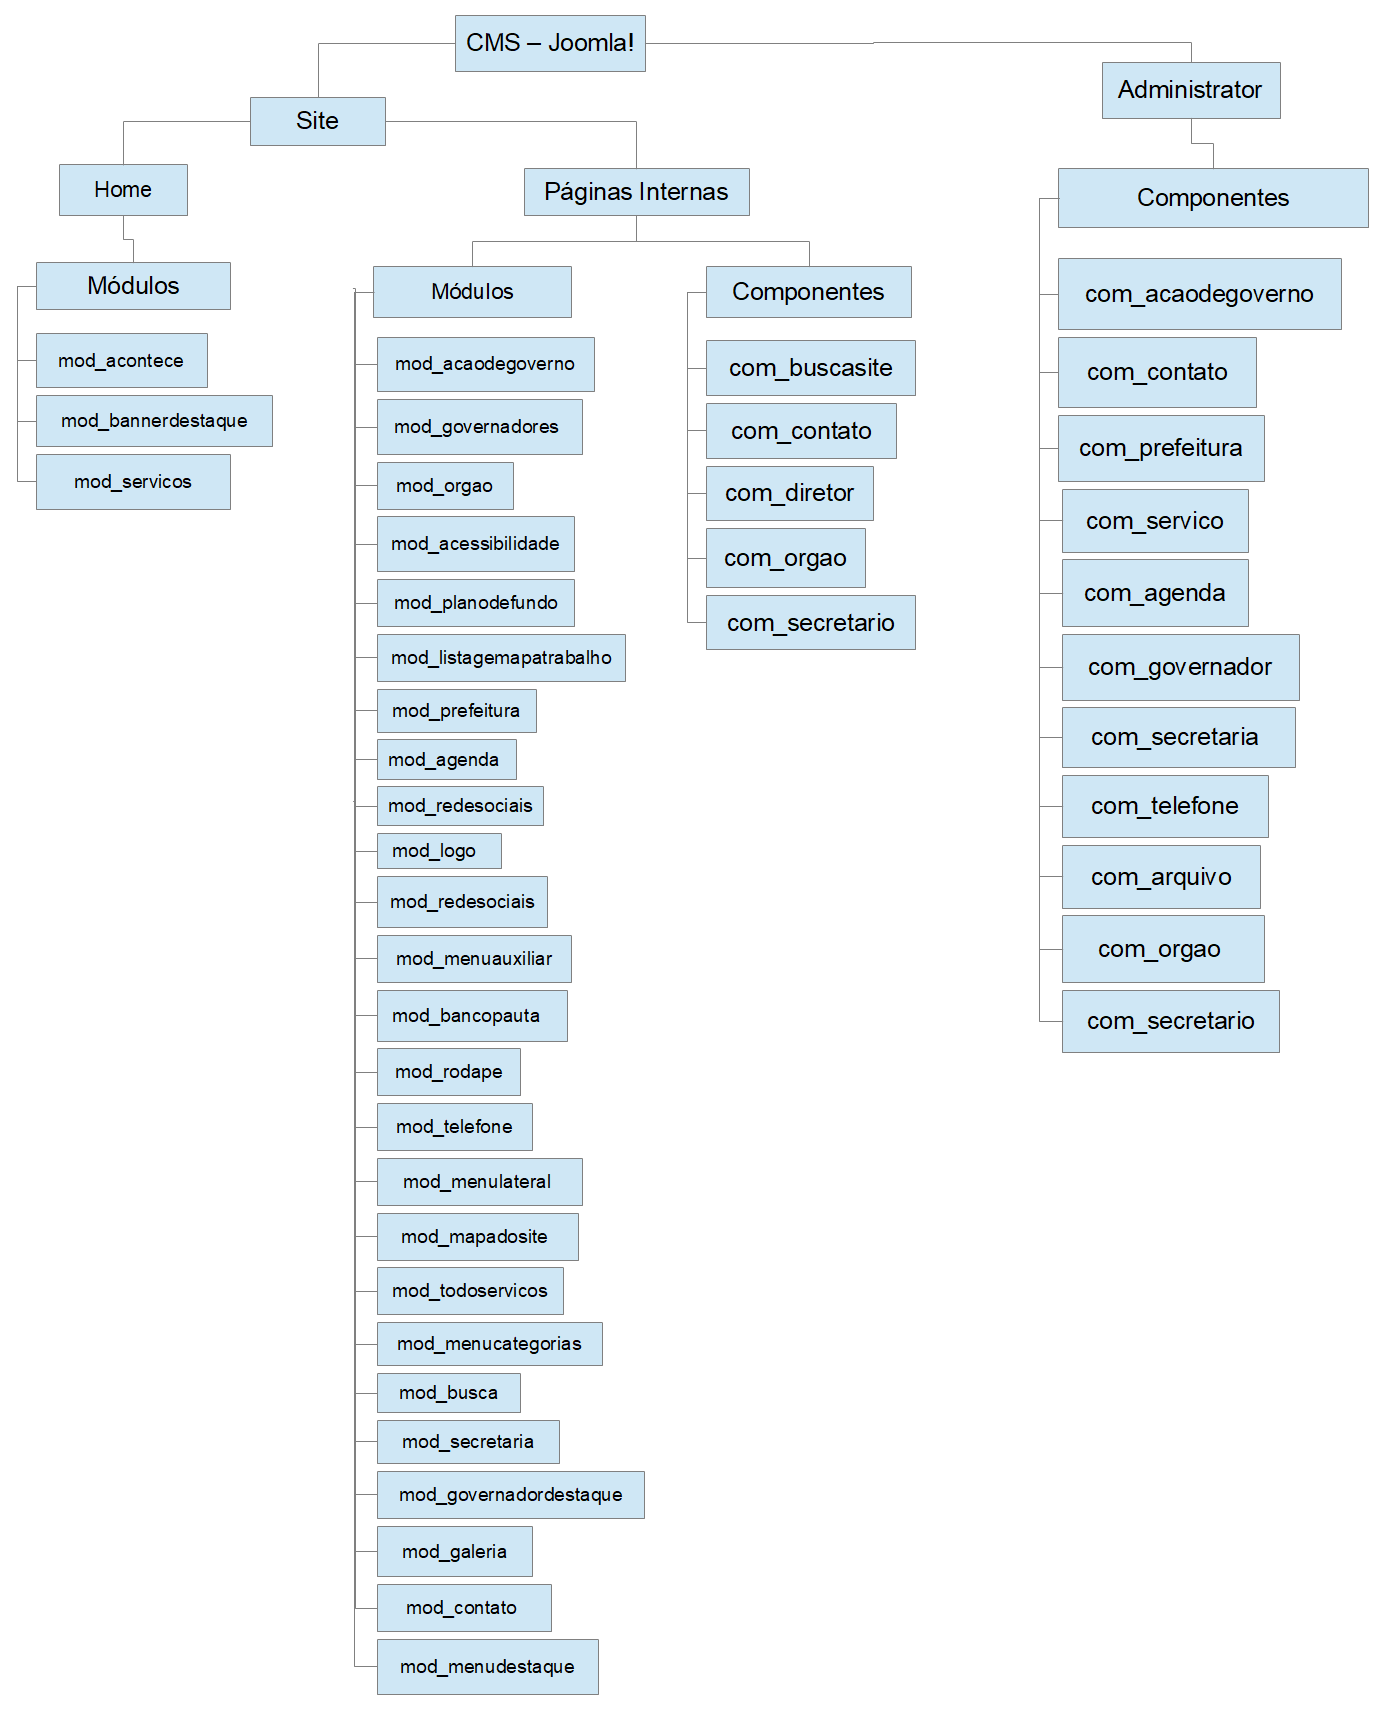 CMS – Joomla!
Site
Administrator
Home
Páginas Internas
Componentes
Módulos
mod_acontece
mod_bannerdestaque
mod_servicos
Módulos
mod_acaodegoverno
mod_governadores
mod_orgao
mod_acessibilidade
mod_planodefundo
mod_listagemapatrabalho
mod_prefeitura
mod_agenda
mod_redesociais
mod_logo
mod_redesociais
mod_menuauxiliar
mod_bancopauta
mod_rodape
mod_telefone
mod_menulateral
mod_mapadosite
mod_todoservicos
mod_menucategorias
mod_busca
mod_secretaria
mod_governadordestaque
mod_galeria
mod_contato
mod_menudestaque
Componentes
com_buscasite
com_contato
com_diretor
com_orgao
com_secretario
com_acaodegoverno
com_contato
com_prefeitura
com_servico
com_agenda
com_governador
com_secretaria
com_telefone
com_arquivo
com_orgao
com_secretario